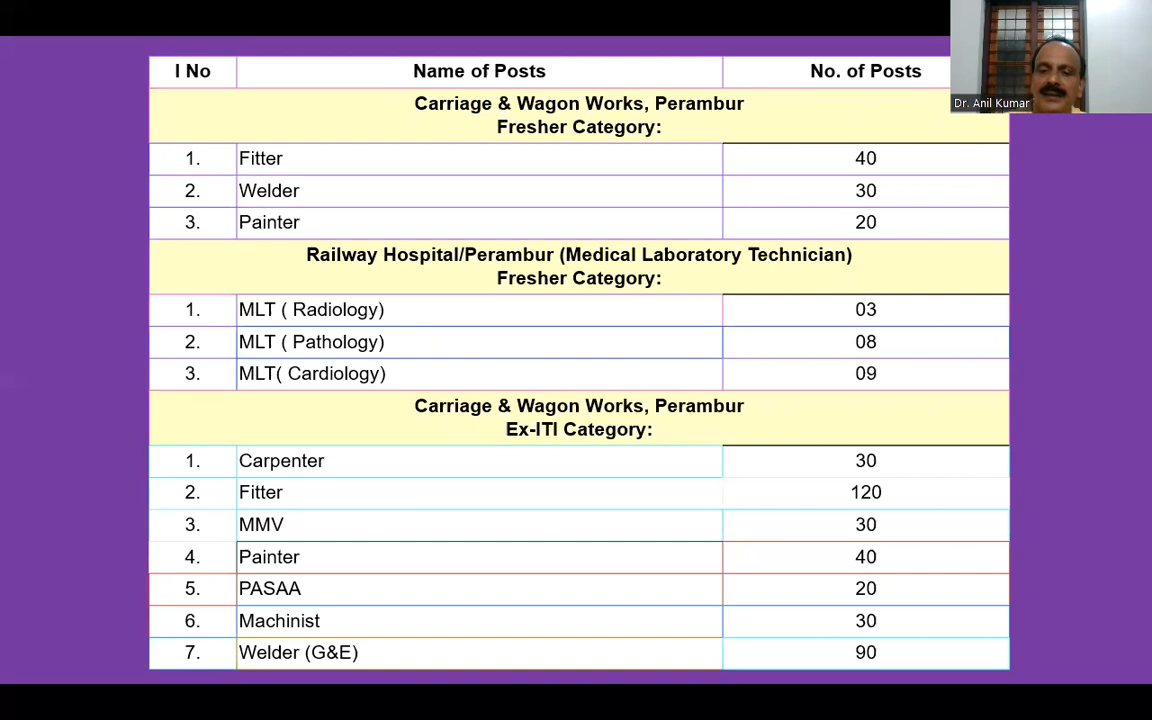 I No Name of Posts No. of Posts
Dr. Anil Kumar
Carriage & Wagon Works, Perambur
Fresher Category:
1. Fitter 40
2. Welder 30
3. Painter 20
Railway Hospital/Perambur (Medical Laboratory Technician)
Fresher Category:
1. MLT ( Radiology) 03
2. MLT ( Pathology) 08
3. MLT( Cardiology) 09
Carriage & Wagon Works, Perambur
Ex-ITI Category:
1. Carpenter 30
2. Fitter 120
3. MMV 30
4. Painter 40
5. PASAA 20
6. Machinist 30
7. Welder (G&E) 90